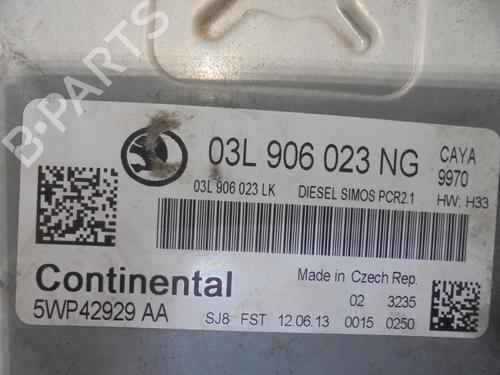 B-PARTS
03L 906 023 NG
CAYA
9970
03L 906 023 LK DIESEL SIMOS PCR2.1 HW: H33
Continental
Made in Czech Rep.
02 3235
5WP42929 AA
SJ8 FST 12.06.13 0015 0250